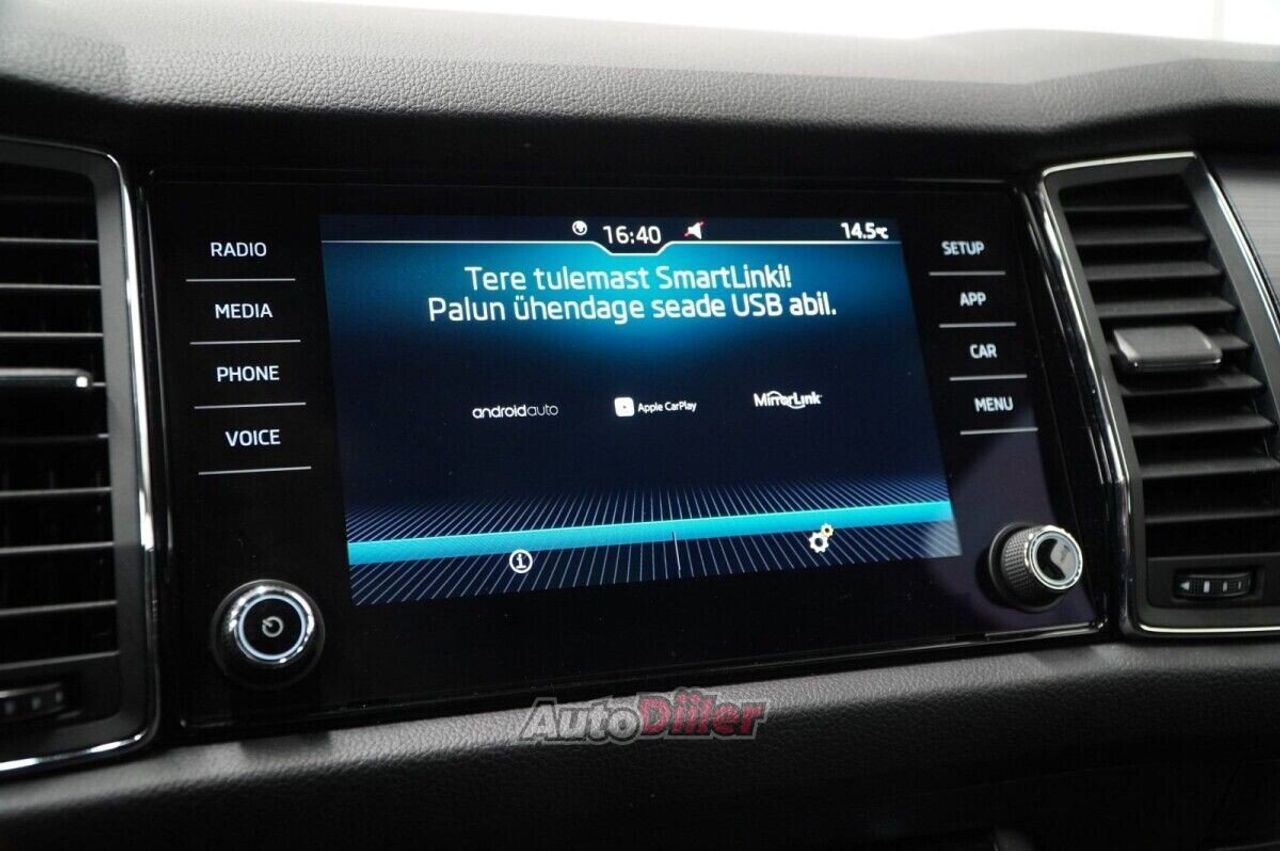 16:40
14.5°C
Tere tulemast SmartLinki!
Palun ühendage seade USB abil.
androidauto
Apple CarPlay
MirrorLink
RADIO
MEDIA
PHONE
VOICE
SETUP
APP
CAR
MENU
AutoDiiler